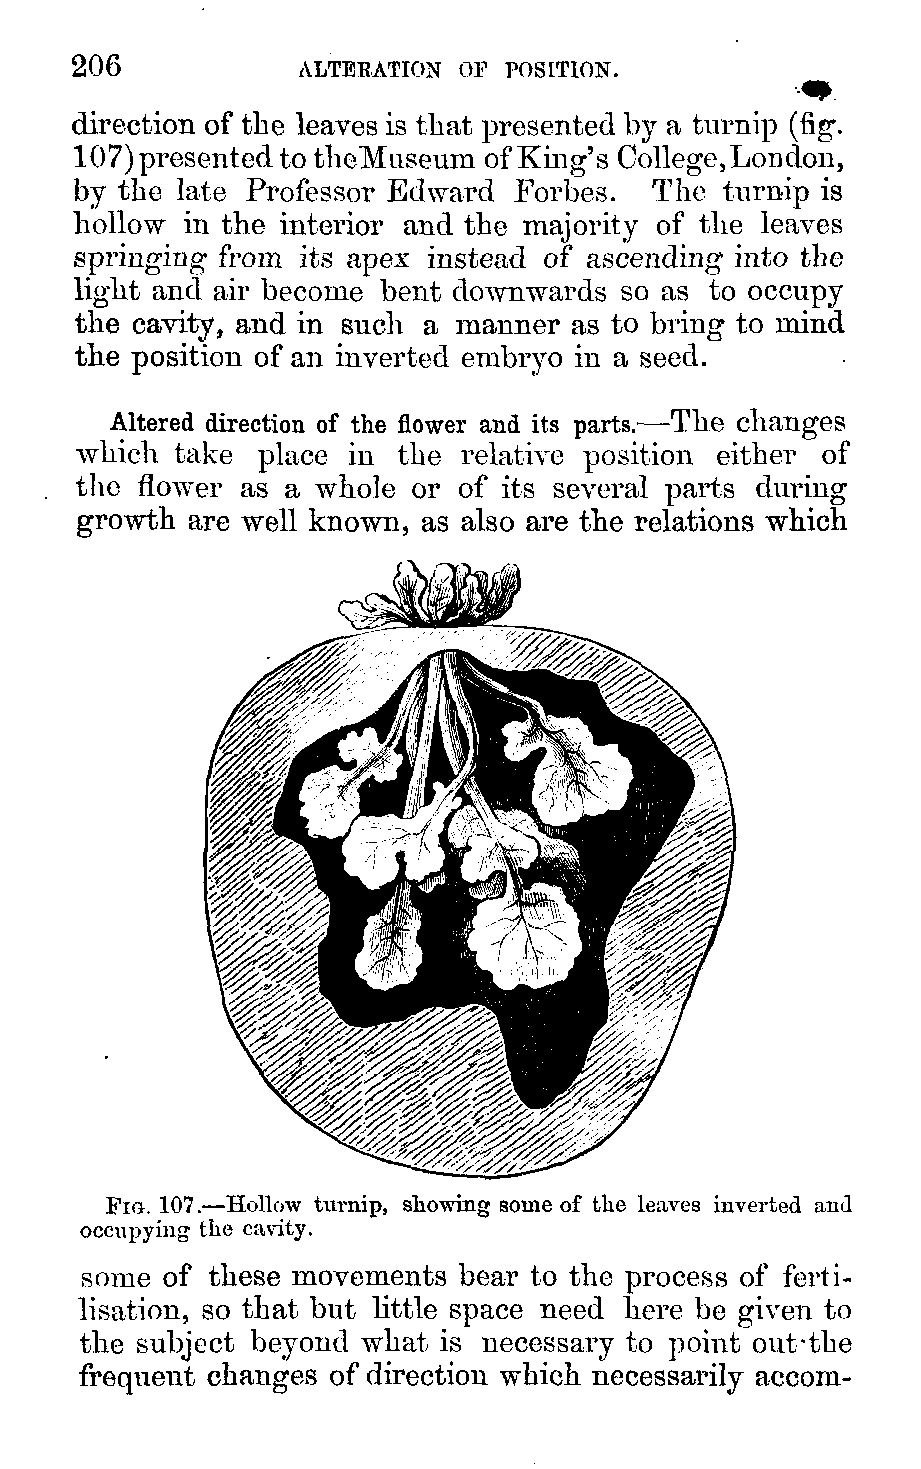 206 ALTERATION OF POSITION.
direction of the leaves is that presented by a turnip (fig.
107) presented to theMuseum of King's College, London,
by the late Professor Edward Forbes. The turnip is
hollow in the interior and the majority of the leaves
springing from its apex instead of ascending into the
light and air become bent downwards so as to occupy
the cavity, and in such a manner as to bring to mind
the position of an inverted embryo in a seed.
Altered direction of the flower and its parts.—The changes
which take place in the relative position either of
the flower as a whole or of its several parts during
growth are well known, as also are the relations which
FIG. 107.—Hollow turnip, showing some of the leaves inverted and
occupying the cavity.
some of these movements bear to the process of ferti-
lisation, so that but little space need here be given to
the subject beyond what is necessary to point out the
frequent changes of direction which necessarily accom-